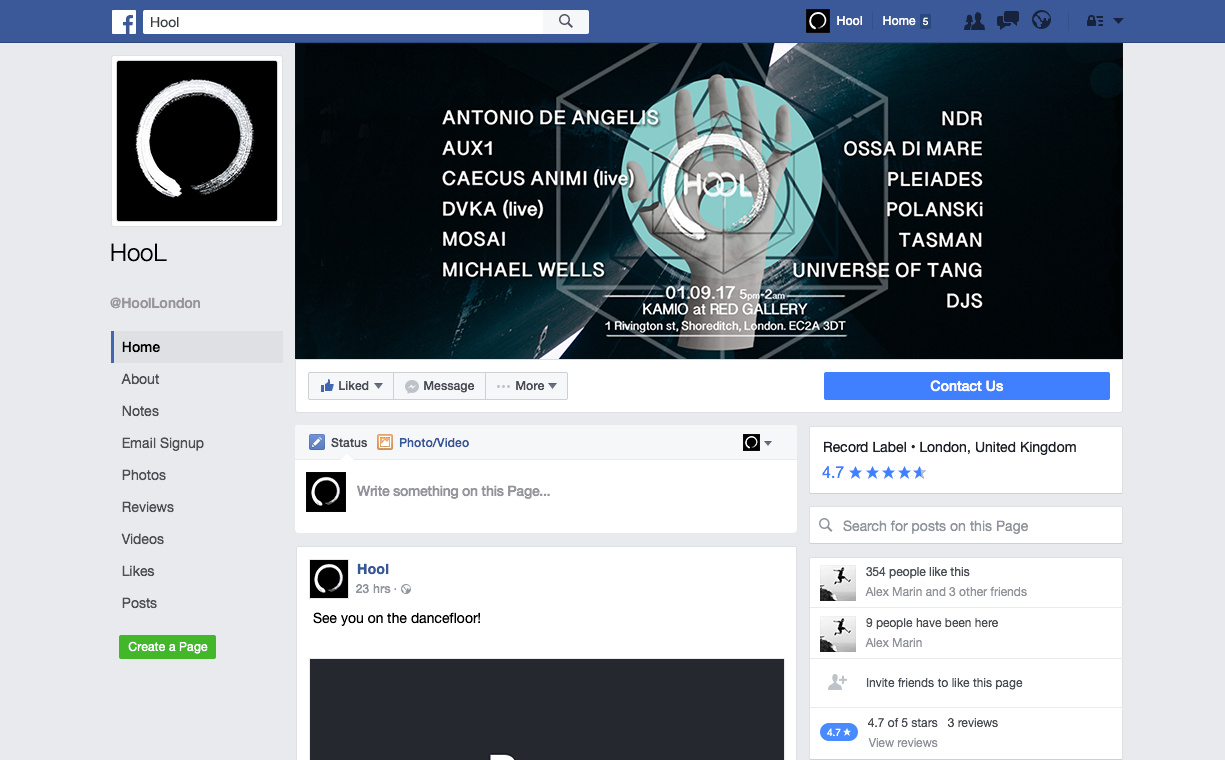 Hool
Hool
Home 5
ANTONIO DE ANGELIS
AUX1
CAECUS ANIMI (live)
DVKA (live)
MOSAI
MICHAEL WELLS
HOOL
NDR
OSSA DI MARE
PLEIADES
POLANSKi
TASMAN
UNIVERSE OF TANG
DJS
01.09.17 5pm-2am
KAMIO at RED GALLERY
1 Rivington st, Shoreditch, London. EC2A 3DT
HooL
@HoolLondon
Home
About
Notes
Email Signup
Photos
Reviews
Videos
Likes
Posts
Create a Page
Liked
Message
More
Contact Us
Status
Photo/Video
Write something on this Page...
Hool
23 hrs ·
See you on the dancefloor!
Record Label • London, United Kingdom
4.7
Search for posts on this Page
354 people like this
Alex Marin and 3 other friends
9 people have been here
Alex Marin
Invite friends to like this page
4.7 ★
4.7 of 5 stars 3 reviews
View reviews